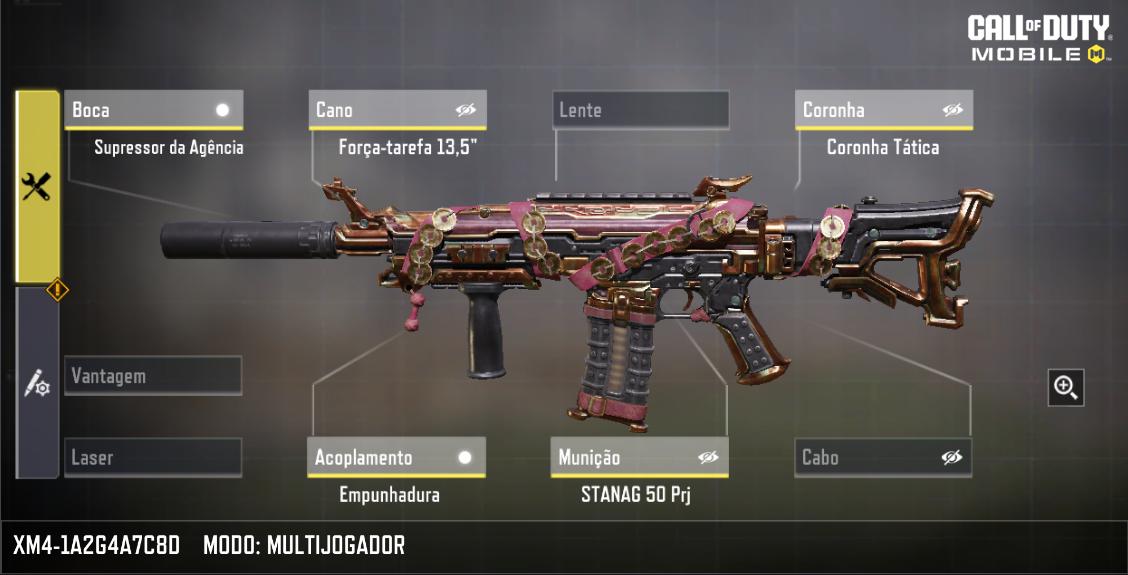 CALL OF DUTY
MOBILE
Boca
Cano
Lente
Coronha
Supressor da Agência
Força-tarefa 13,5"
Coronha Tática
Vantagem
Laser
Acoplamento
Munição
Cabo
Empunhadura
STANAG 50 Prj
XM4-1A2G4A7C8D MODO: MULTIJOGADOR